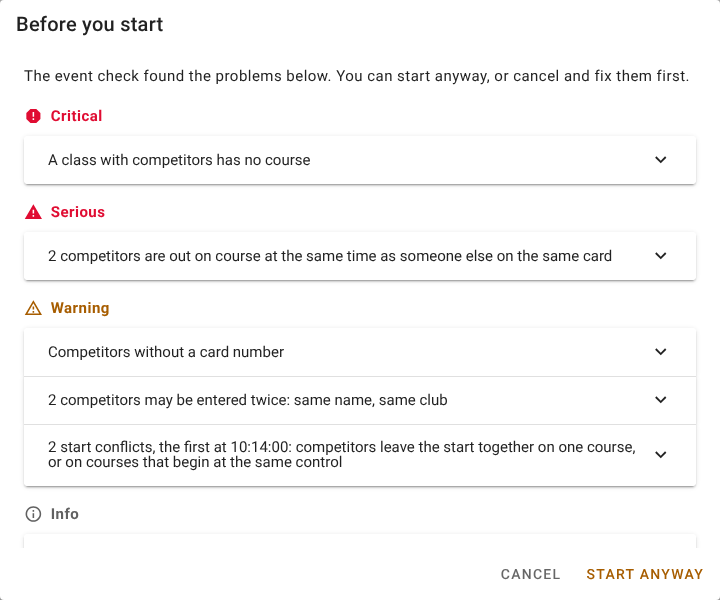 Before you start
The event check found the problems below. You can start anyway, or cancel and fix them first.
Critical
A class with competitors has no course
Serious
2 competitors are out on course at the same time as someone else on the same card
Warning
Competitors without a card number
2 competitors may be entered twice: same name, same club
2 start conflicts, the first at 10:14:00: competitors leave the start together on one course,
or on courses that begin at the same control
Info
CANCEL START ANYWAY